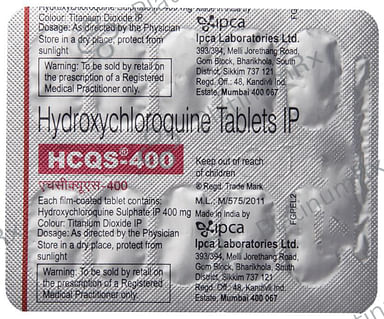 Hydroxychloroquine Sulphate IP 400 mg
Colour: Titanium Dioxide IP
Dosage: As directed by the Physician
Store in a dry place, protect from
sunlight
Warning: To be sold by retail on
the prescription of a Registered
Medical Practitioner only.
ipca
Ipca Laboratories Ltd.
393/394, Melli Jorethang Road,
Gom Block, Bharikhola, South
District, Sikkim 737 121
Regd. Off.: 48, Kandivli Ind.
Estate, Mumbai 400 067
Hydroxychloroquine Tablets IP
HCQS®-400
एचसीक्यूएस-400
Each film-coated tablet contains:
Hydroxychloroquine Sulphate IP 400 mg
Colour: Titanium Dioxide IP
Dosage: As directed by the Physician
Store in a dry place, protect from
sunlight
Warning: To be sold by retail on
the prescription of a Registered
Medical Practitioner only.
Keep out of reach
of children
® Regd. Trade Mark
M.L.: M/575/2011
Made in India by
ipca
Ipca Laboratories Ltd.
393/394, Melli Jorethang Road,
Gom Block, Bharikhola, South
District, Sikkim 737 121
Regd. Off.: 48, Kandivli Ind.
Estate, Mumbai 400 067